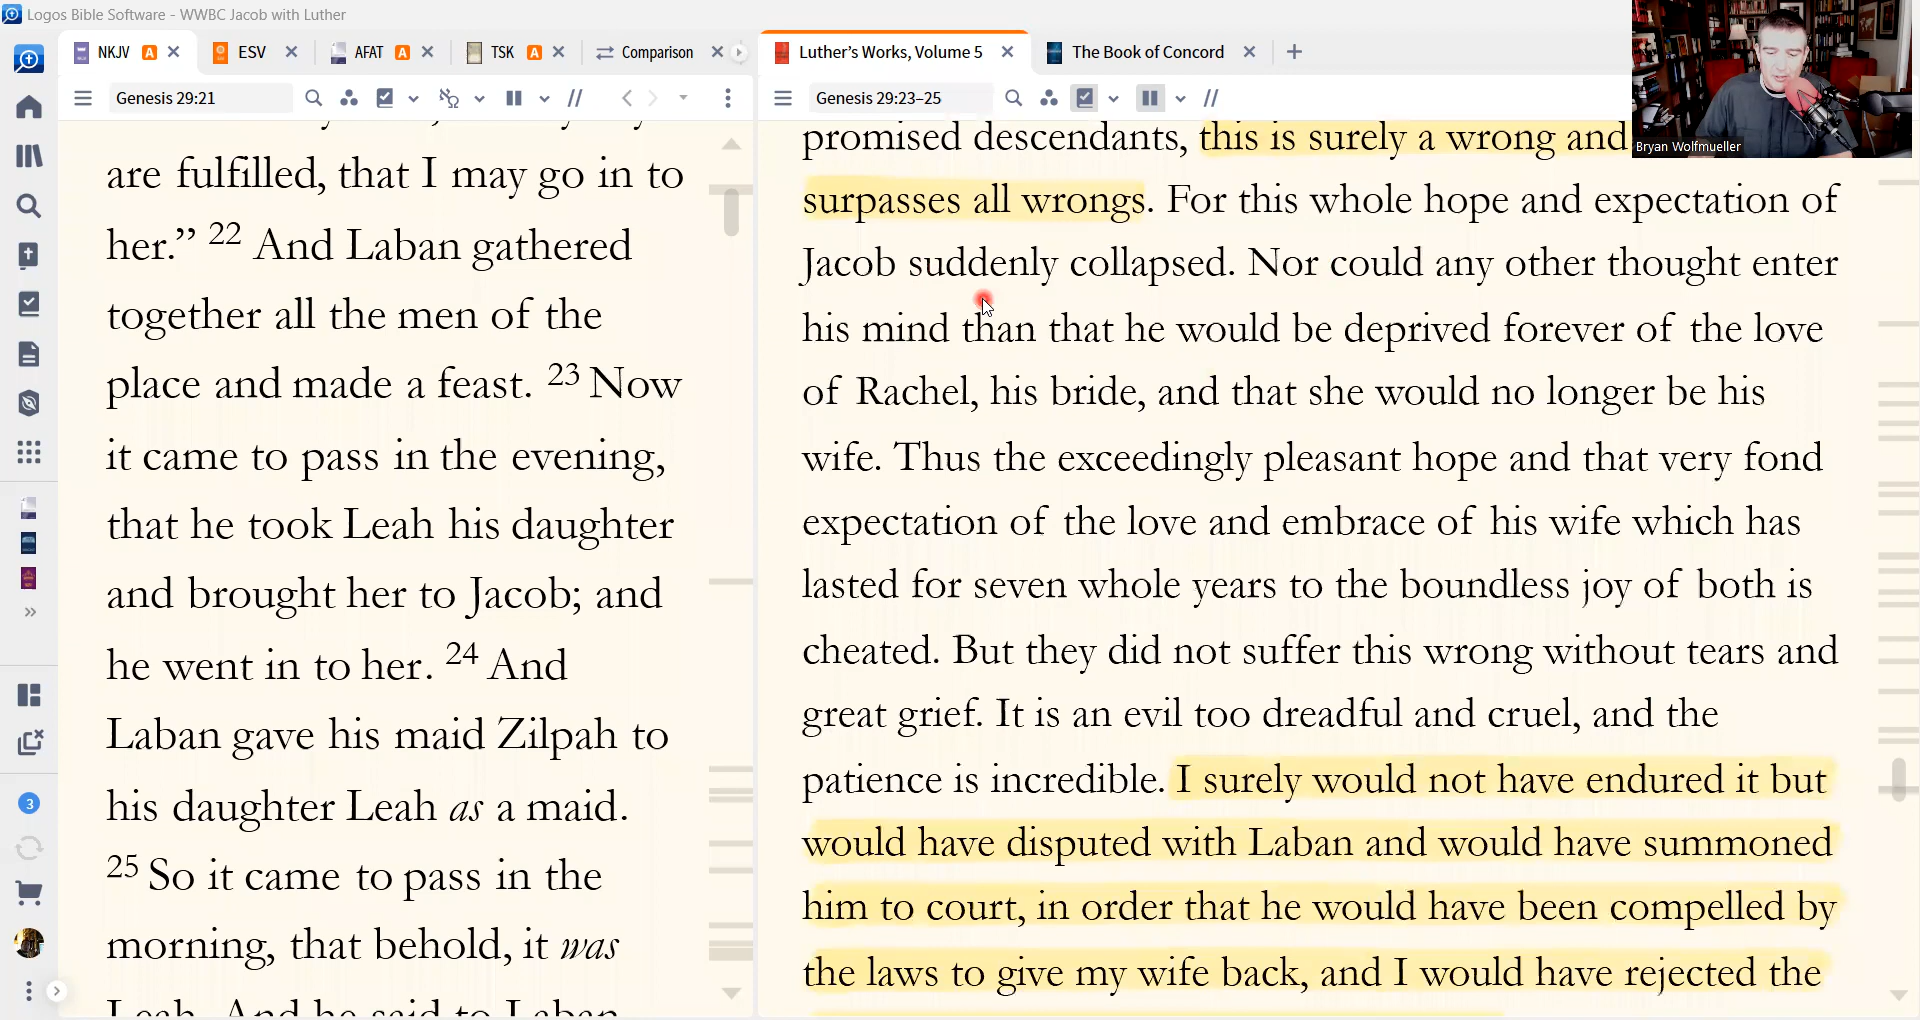 Logos Bible Software - WWBC Jacob with Luther
NKJV A
ESV
AFAT A
TSK A
Comparison
Luther's Works, Volume 5
The Book of Concord
Genesis 29:21
Genesis 29:23–25
Bryan Wolfmueller
are fulfilled, that I may go in to
her.” 22 And Laban gathered
together all the men of the
place and made a feast. 23 Now
it came to pass in the evening,
that he took Leah his daughter
and brought her to Jacob; and
he went in to her. 24 And
Laban gave his maid Zilpah to
his daughter Leah as a maid.
25 So it came to pass in the
morning, that behold, it was
Leah. And he said to Laban
promised descendants, this is surely a wrong and
surpasses all wrongs. For this whole hope and expectation of
Jacob suddenly collapsed. Nor could any other thought enter
his mind than that he would be deprived forever of the love
of Rachel, his bride, and that she would no longer be his
wife. Thus the exceedingly pleasant hope and that very fond
expectation of the love and embrace of his wife which has
lasted for seven whole years to the boundless joy of both is
cheated. But they did not suffer this wrong without tears and
great grief. It is an evil too dreadful and cruel, and the
patience is incredible. I surely would not have endured it but
would have disputed with Laban and would have summoned
him to court, in order that he would have been compelled by
the laws to give my wife back, and I would have rejected the
3